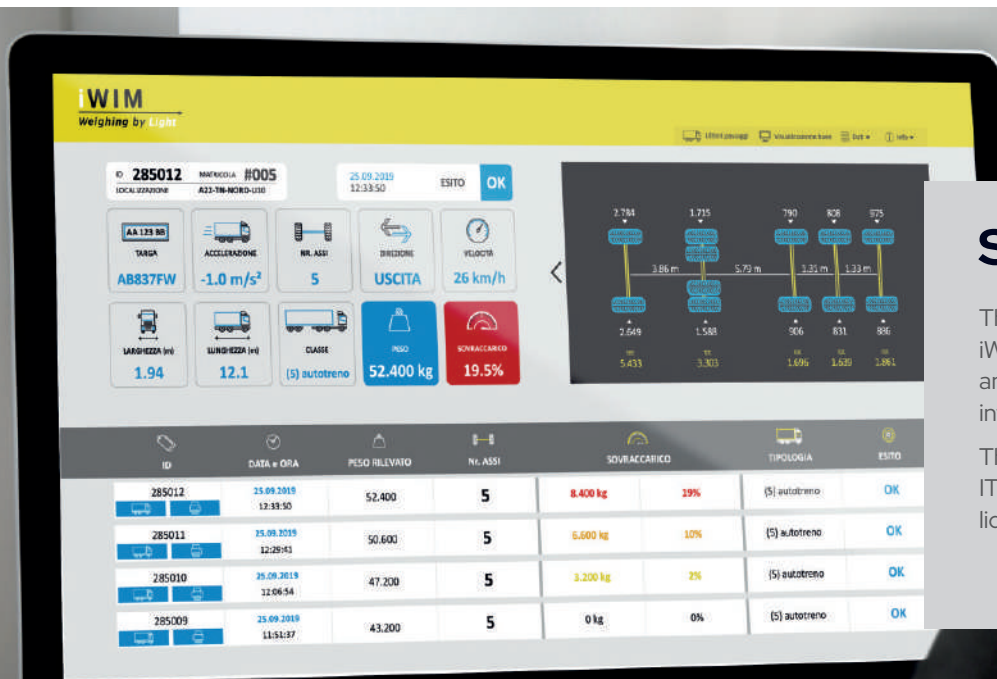 iWIM
Weighing by Light
Ultimi passaggi Visualizzazione base Dati Info
ID 285012 MATRICOLA #005
LOCALIZZAZIONE A22-TN-NORD-U10
25.09.2019
12:33:50
ESITO OK
AA 123 BB
TARGA
AB837FW
ACCELERAZIONE
-1.0 m/s²
NR. ASSI
5
DIREZIONE
USCITA
VELOCITÀ
26 km/h
LARGHEZZA (m)
1.94
LUNGHEZZA (m)
12.1
CLASSE
(5) autotreno
PESO
52.400 kg
SOVRACCARICO
19.5%
2.784 1.715 790 808 975
3.86 m 5.79 m 1.31 m 1.33 m
2.649 1.588 906 831 886
5.433 3.303 1.696 1.639 1.861
ID DATA e ORA PESO RILEVATO Nr. ASSI SOVRACCARICO TIPOLOGIA ESITO
285012 25.09.2019 12:33:50 52.400 5 8.400 kg 19% (5) autotreno OK
285011 25.09.2019 12:29:41 50.600 5 6.600 kg 10% (5) autotreno OK
285010 25.09.2019 12:06:54 47.200 5 3.200 kg 2% (5) autotreno OK
285009 25.09.2019 11:51:37 43.200 5 0 kg 0% (5) autotreno OK